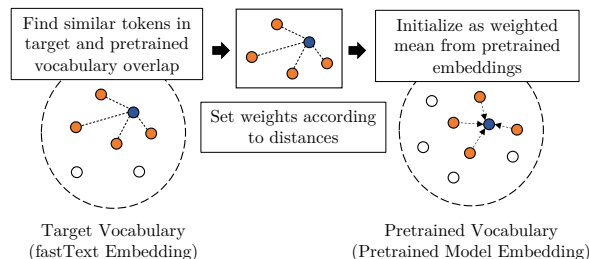 Find similar tokens in
target and pretrained
vocabulary overlap
Initialize as weighted
mean from pretrained
embeddings
Set weights according
to distances
Target Vocabulary
(fastText Embedding)
Pretrained Vocabulary
(Pretrained Model Embedding)